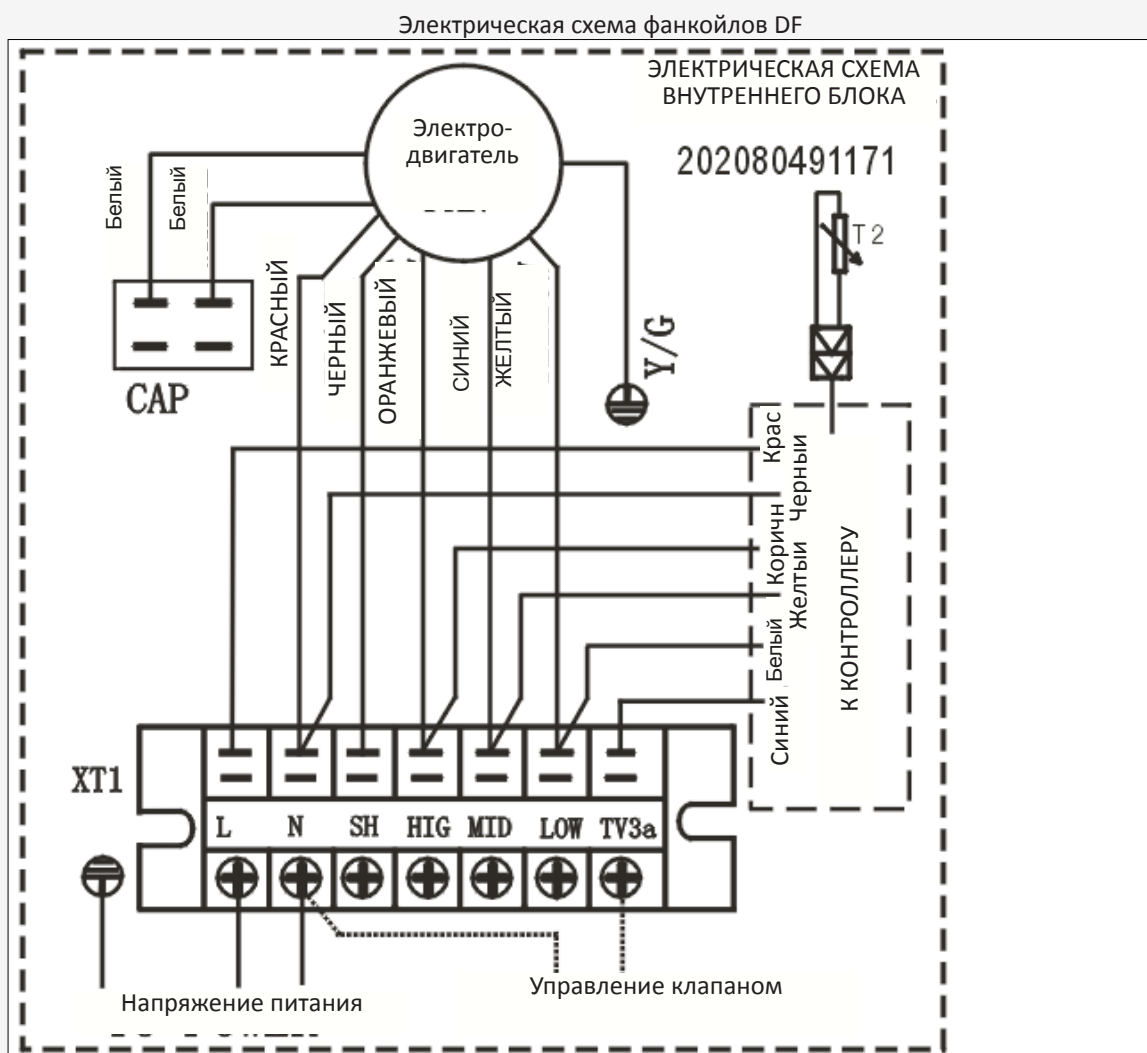 Электрическая схема фанкойлов DF
ЭЛЕКТРИЧЕСКАЯ СХЕМА
ВНУТРЕННЕГО БЛОКА
202080491171
Электро-
двигатель
Белый
Белый
T2
КРАСНЫЙ
ЧЕРНЫЙ
ОРАНЖЕВЫЙ
СИНИЙ
ЖЕЛТЫЙ
Y/G
CAP
Крас
Черныи
Коричн
Желтыи
Белый
Синий
К КОНТРОЛЛЕРУ
XT1
L N SH HIG MID LOW TV3a
Напряжение питания
Управление клапаном